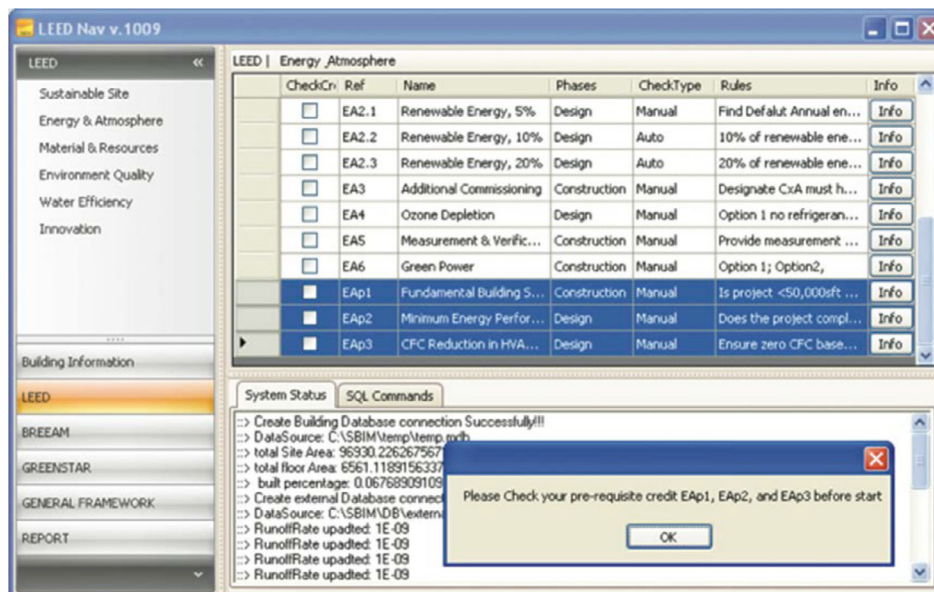 LEED Nav v.1009
LEED «
Sustainable Site
Energy & Atmosphere
Material & Resources
Environment Quality
Water Efficiency
Innovation
Building Information
LEED
BREEAM
GREENSTAR
GENERAL FRAMEWORK
REPORT
LEED | Energy _Atmosphere
CheckCr Ref Name Phases CheckType Rules Info
EA2.1 Renewable Energy, 5% Design Manual Find Defalut Annual en... Info
EA2.2 Renewable Energy, 10% Design Auto 10% of renewable ene... Info
EA2.3 Renewable Energy, 20% Design Auto 20% of renewable ene... Info
EA3 Additional Commissioning Construction Manual Designate CxA must h... Info
EA4 Ozone Depletion Design Manual Option 1 no refrigeran... Info
EA5 Measurement & Verific... Construction Manual Provide measurement ... Info
EA6 Green Power Construction Manual Option 1; Option2, Info
EAp1 Fundamental Building S... Construction Manual Is project <50,000sft ... Info
EAp2 Minimum Energy Perfor... Design Manual Does the project compl... Info
EAp3 CFC Reduction in HVA... Design Manual Ensure zero CFC base... Info
System Status SQL Commands
::> Create Building Database connection Successfully!!!
::> DataSource: C:\SBIM\temp\temp.mdb
::> total Site Area: 96930.226267567
::> total floor Area: 6561.1189156337
::> built percentage: 0.06768909109
::> Create external Database connect
::> DataSource: C:\SBIM\DB\externa
::> RunoffRate upadted: 1E-09
::> RunoffRate upadted: 1E-09
::> RunoffRate upadted: 1E-09
::> RunoffRate upadted: 1E-09
Please Check your pre-requisite credit EAp1, EAp2, and EAp3 before start
OK